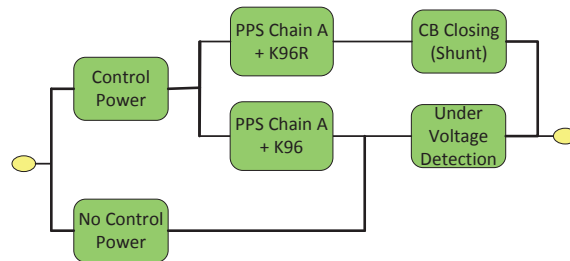 PPS Chain A
+ K96R
CB Closing
(Shunt)
Control
Power
PPS Chain A
+ K96
Under
Voltage
Detection
No Control
Power